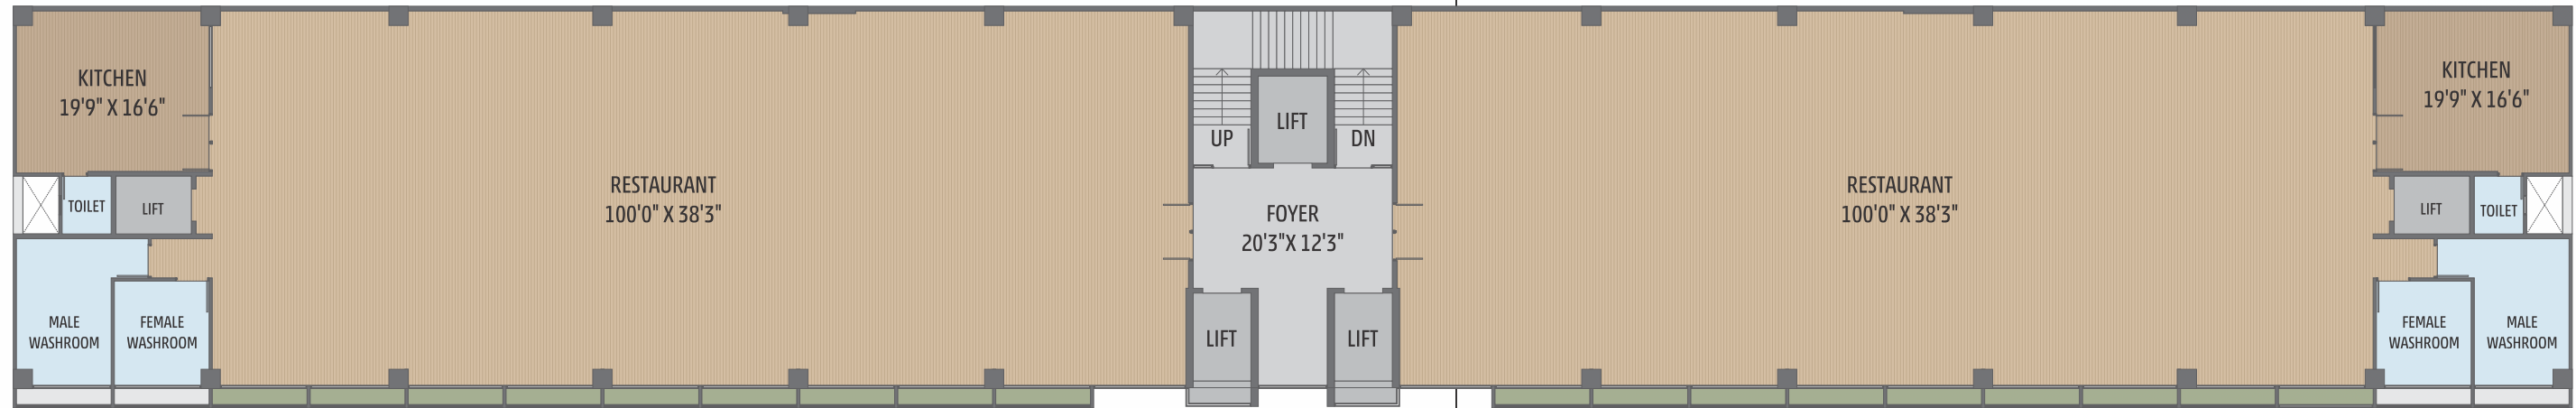 KITCHEN
19'9" X 16'6"
TOILET
LIFT
MALE
WASHROOM
FEMALE
WASHROOM
RESTAURANT
100'0" X 38'3"
UP
LIFT
DN
FOYER
20'3"X 12'3"
LIFT
LIFT
RESTAURANT
100'0" X 38'3"
KITCHEN
19'9" X 16'6"
LIFT
TOILET
FEMALE
WASHROOM
MALE
WASHROOM